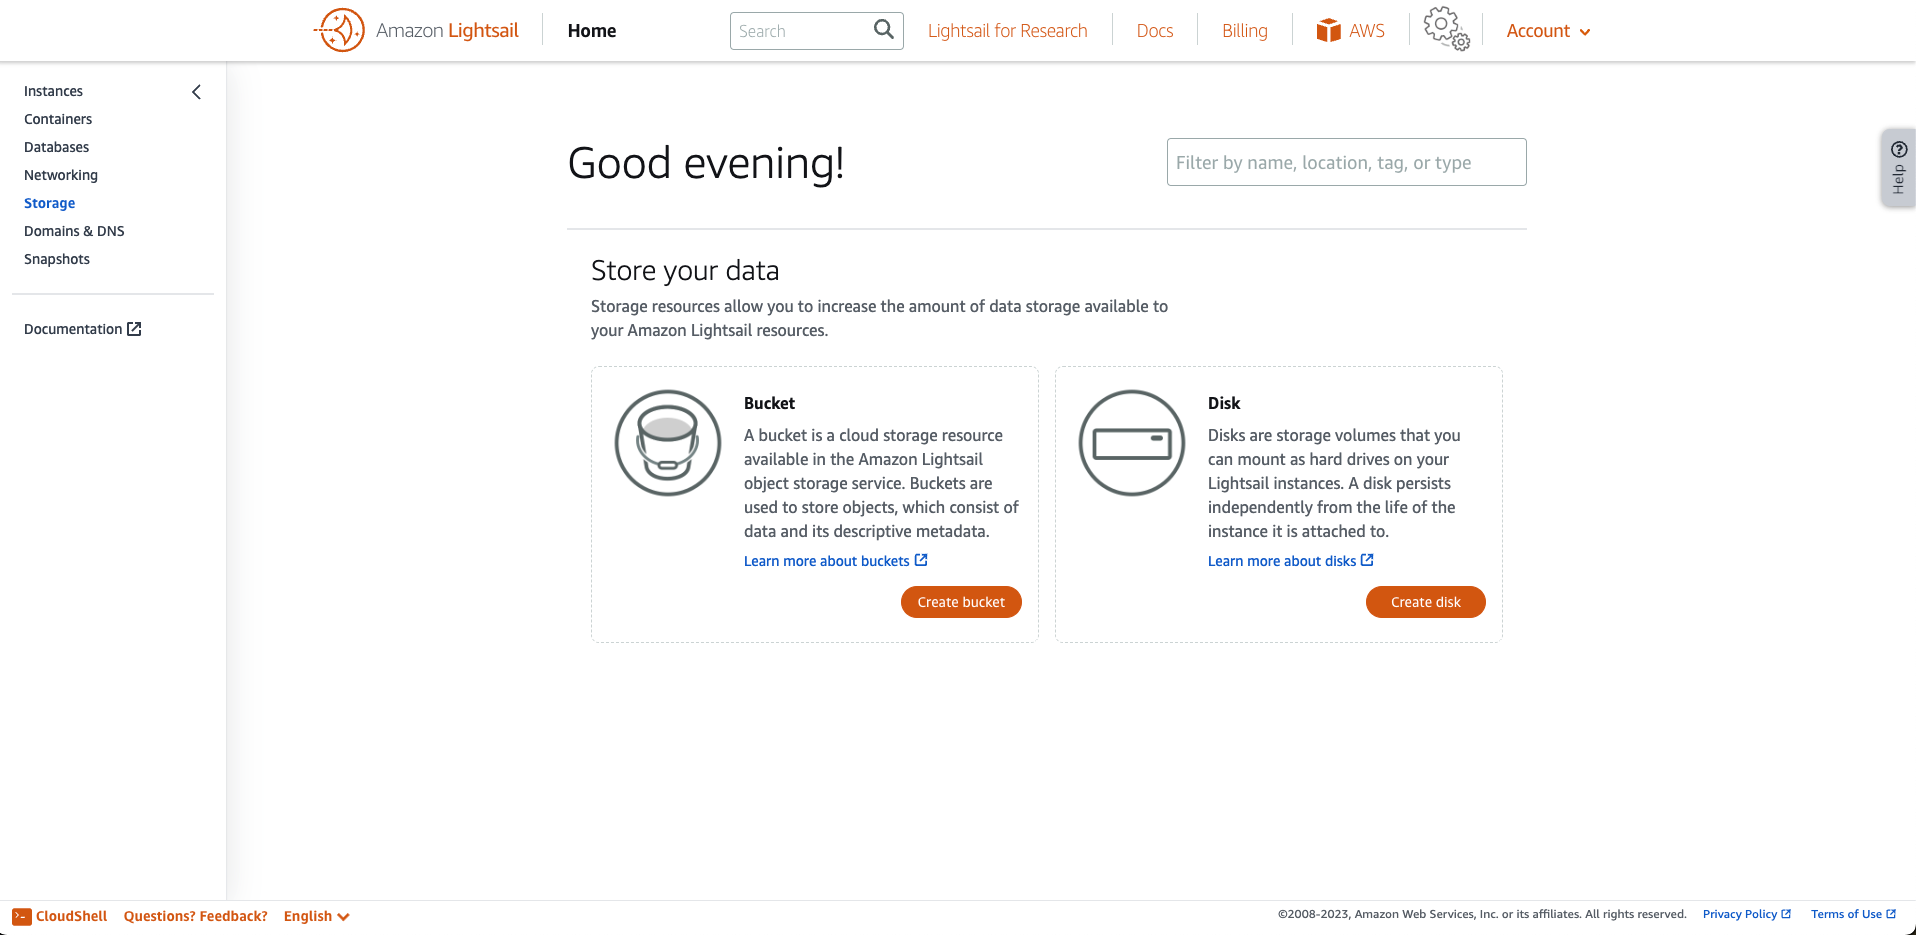 Amazon Lightsail
Home
Search
Lightsail for Research
Docs
Billing
AWS
Account
Instances
Containers
Databases
Networking
Storage
Domains & DNS
Snapshots
Documentation
Good evening!
Filter by name, location, tag, or type
Help
Store your data
Storage resources allow you to increase the amount of data storage available to
your Amazon Lightsail resources.
Bucket
A bucket is a cloud storage resource
available in the Amazon Lightsail
object storage service. Buckets are
used to store objects, which consist of
data and its descriptive metadata.
Learn more about buckets
Create bucket
Disk
Disks are storage volumes that you
can mount as hard drives on your
Lightsail instances. A disk persists
independently from the life of the
instance it is attached to.
Learn more about disks
Create disk
CloudShell
Questions? Feedback?
English
©2008-2023, Amazon Web Services, Inc. or its affiliates. All rights reserved.
Privacy Policy
Terms of Use